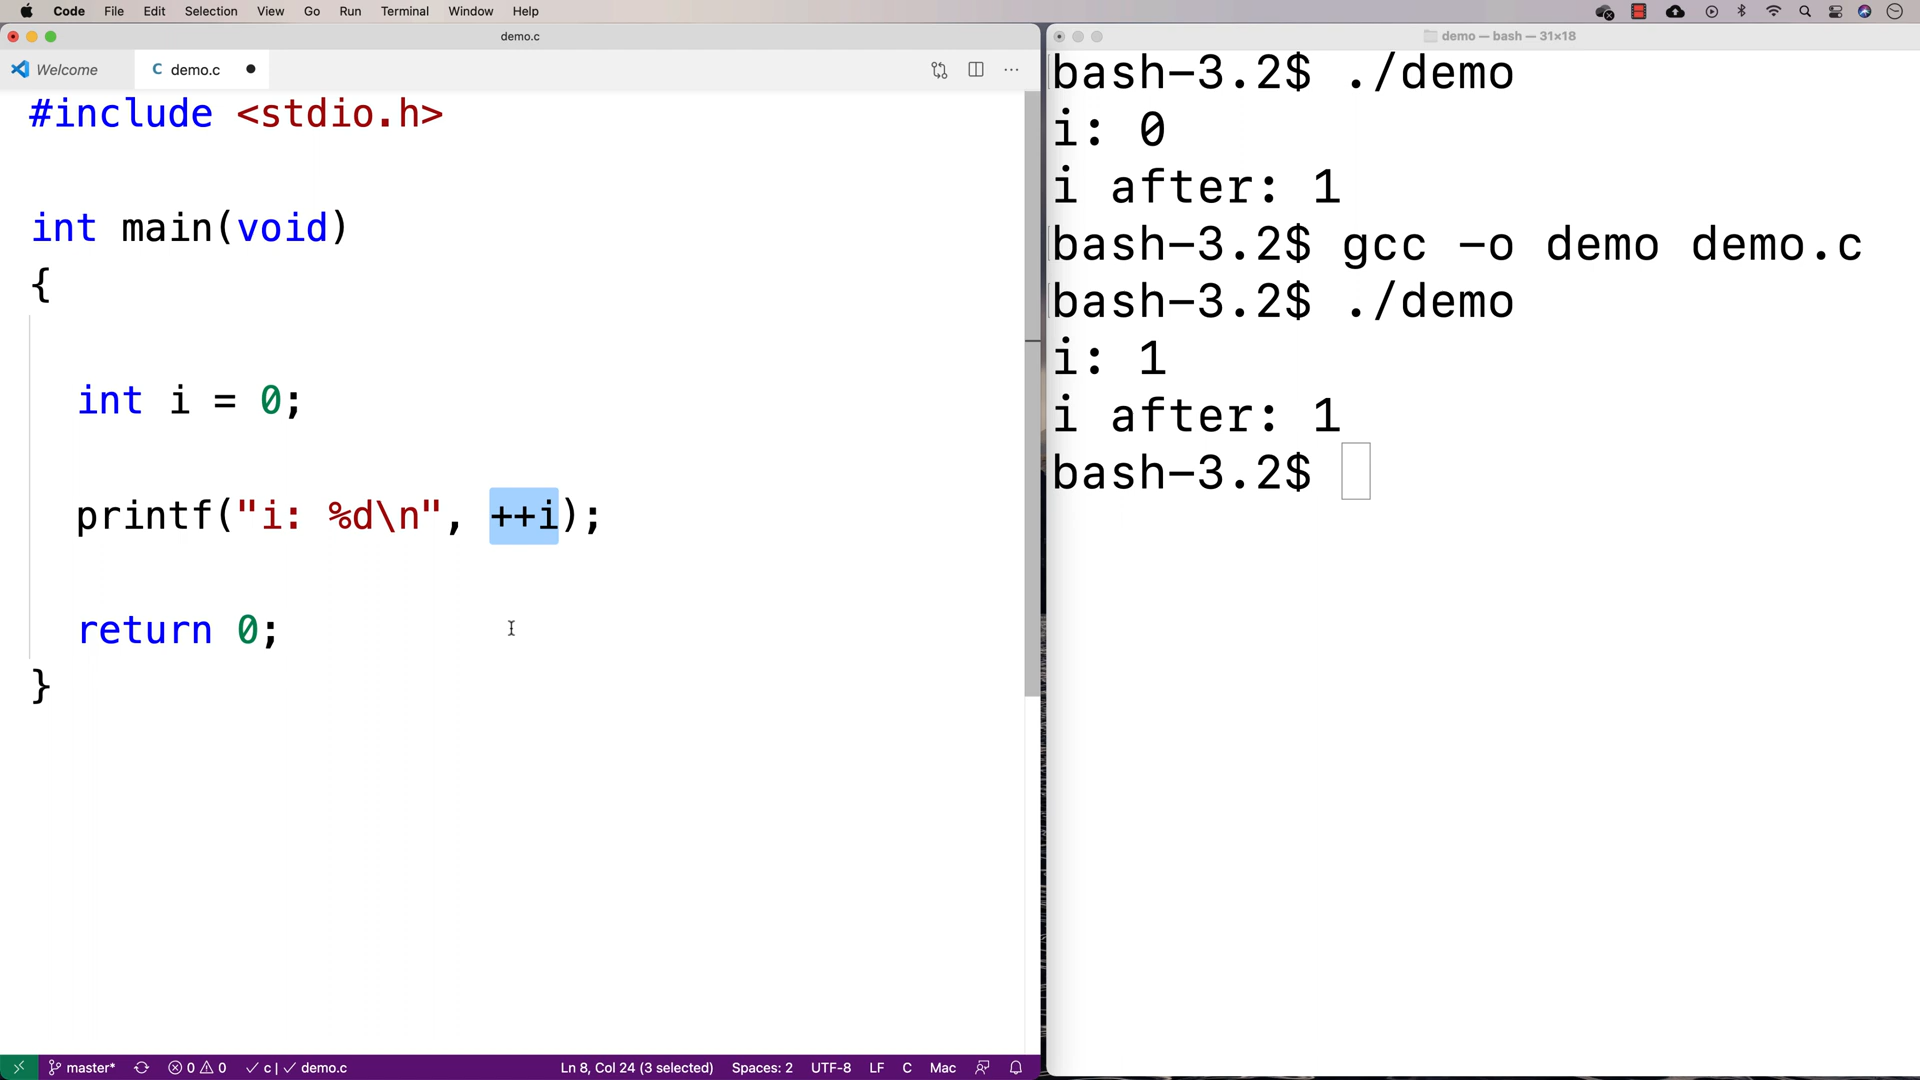 Code File Edit Selection View Go Run Terminal Window Help
demo.c
Welcome
C demo.c
#include <stdio.h>
int main(void)
{
int i = 0;
printf("i: %d\n", ++i);
return 0;
}
master* 0 0 c | demo.c Ln 8, Col 24 (3 selected) Spaces: 2 UTF-8 LF C Mac
demo — bash — 31×18
bash-3.2$ ./demo
i: 0
i after: 1
bash-3.2$ gcc -o demo demo.c
bash-3.2$ ./demo
i: 1
i after: 1
bash-3.2$